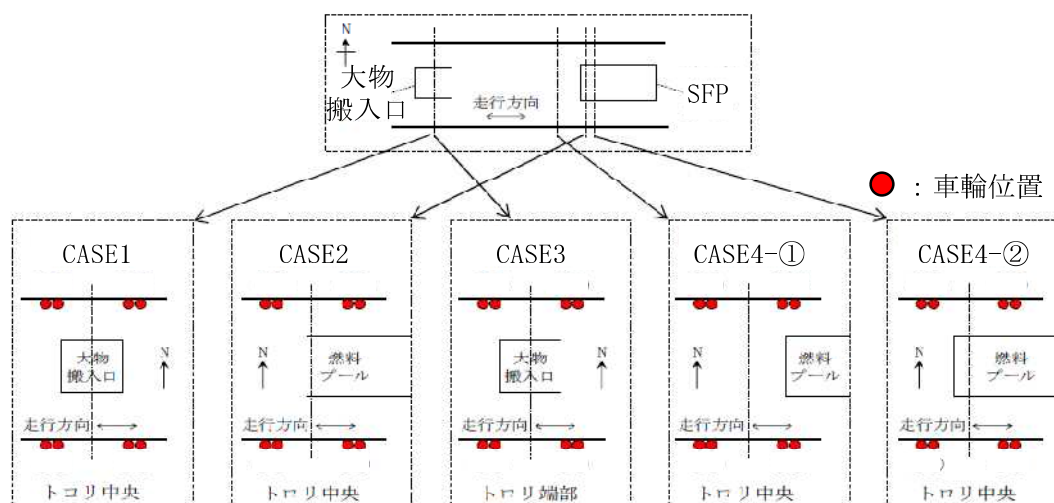 N
大物
搬入口
走行方向
SFP
：車輪位置
CASE1
大物
搬入口
N
走行方向
トコリ中央
CASE2
N
燃料
プール
走行方向
トロリ中央
CASE3
大物
搬入口
N
走行方向
トロリ端部
CASE4-①
N
燃料
プール
走行方向
トロリ中央
CASE4-②
N
燃料
プール
走行方向
)
トロリ中央